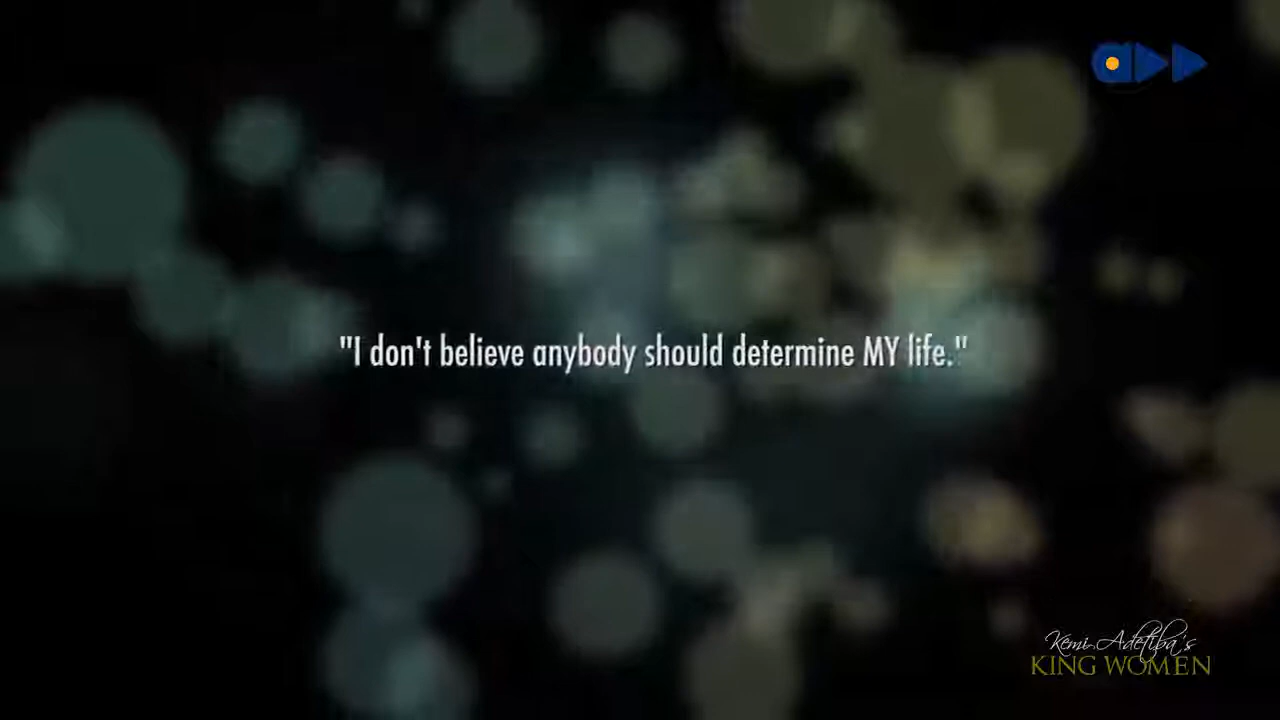 "I don't believe anybody should determine MY life."
Kemi Adetiba's
KING WOMEN